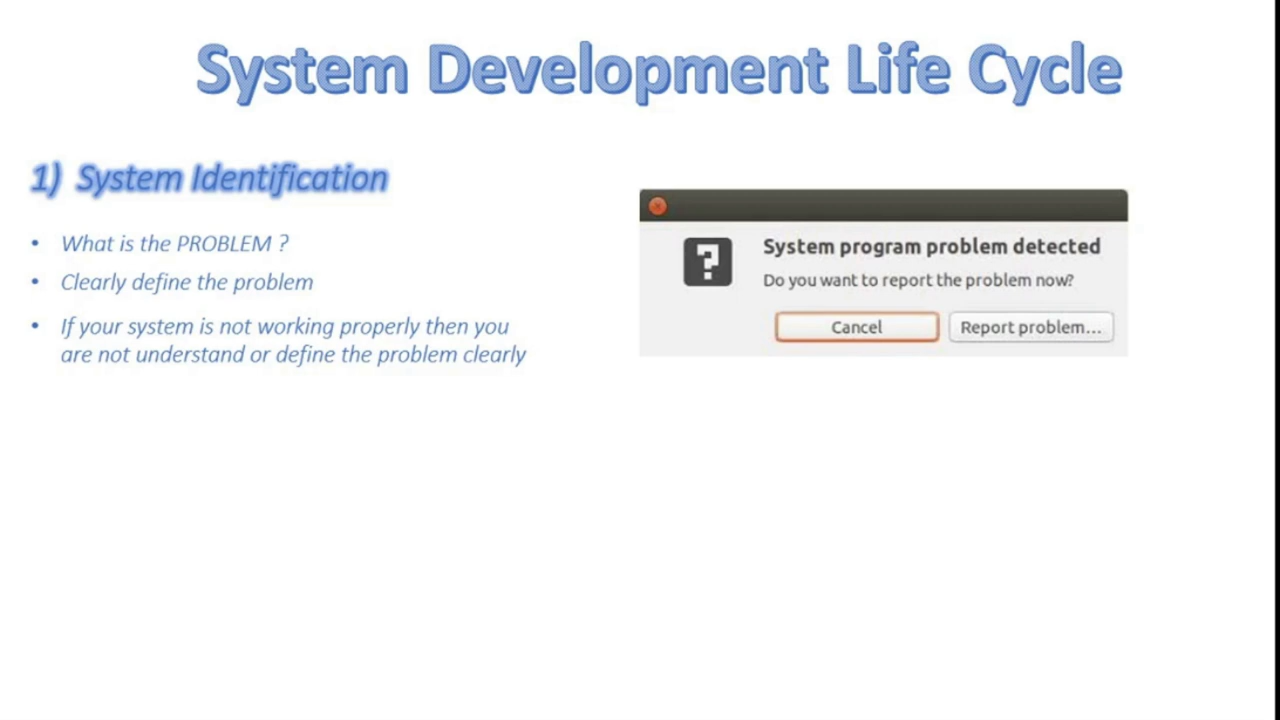 System Development Life Cycle
1) System Identification
• What is the PROBLEM ?
• Clearly define the problem
• If your system is not working properly then you
are not understand or define the problem clearly
?
System program problem detected
Do you want to report the problem now?
Cancel
Report problem...